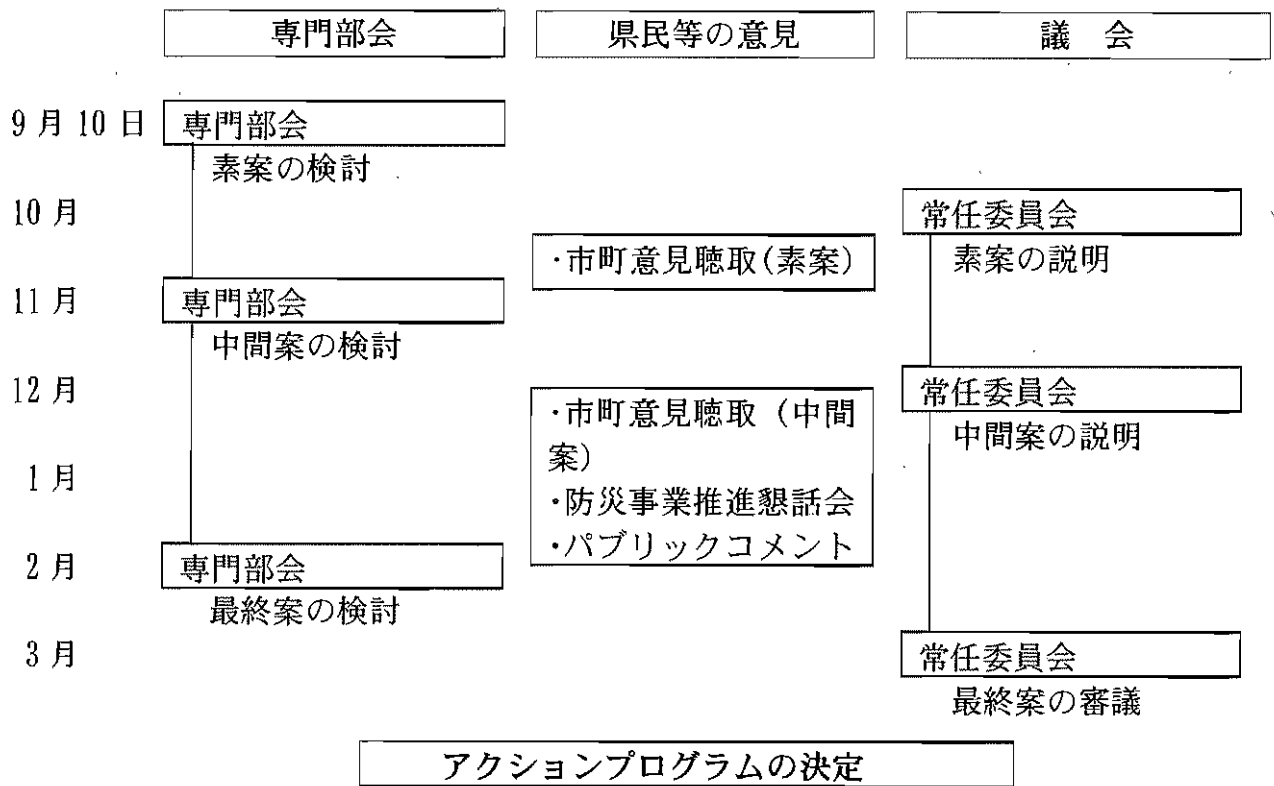 専門部会
県民等の意見
議 会
9月10日
専門部会
素案の検討
10月
常任委員会
素案の説明
・市町意見聴取(素案)
11月
専門部会
中間案の検討
12月
・市町意見聴取(中間
案)
・防災事業推進懇話会
・パブリックコメント
常任委員会
中間案の説明
1月
2月
専門部会
最終案の検討
3月
常任委員会
最終案の審議
アクションプログラムの決定